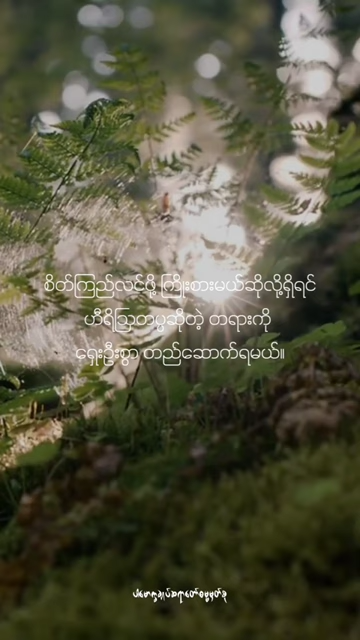 စိတ်ကြည်လင်ဖို့ ကြိုးစားမယ်ဆိုလို့ရှိရင်
ဟီရိဩတပ္ပဆိုတဲ့ တရားကို
ရှေးဦးစွာ တည်ဆောက်ရမယ်။